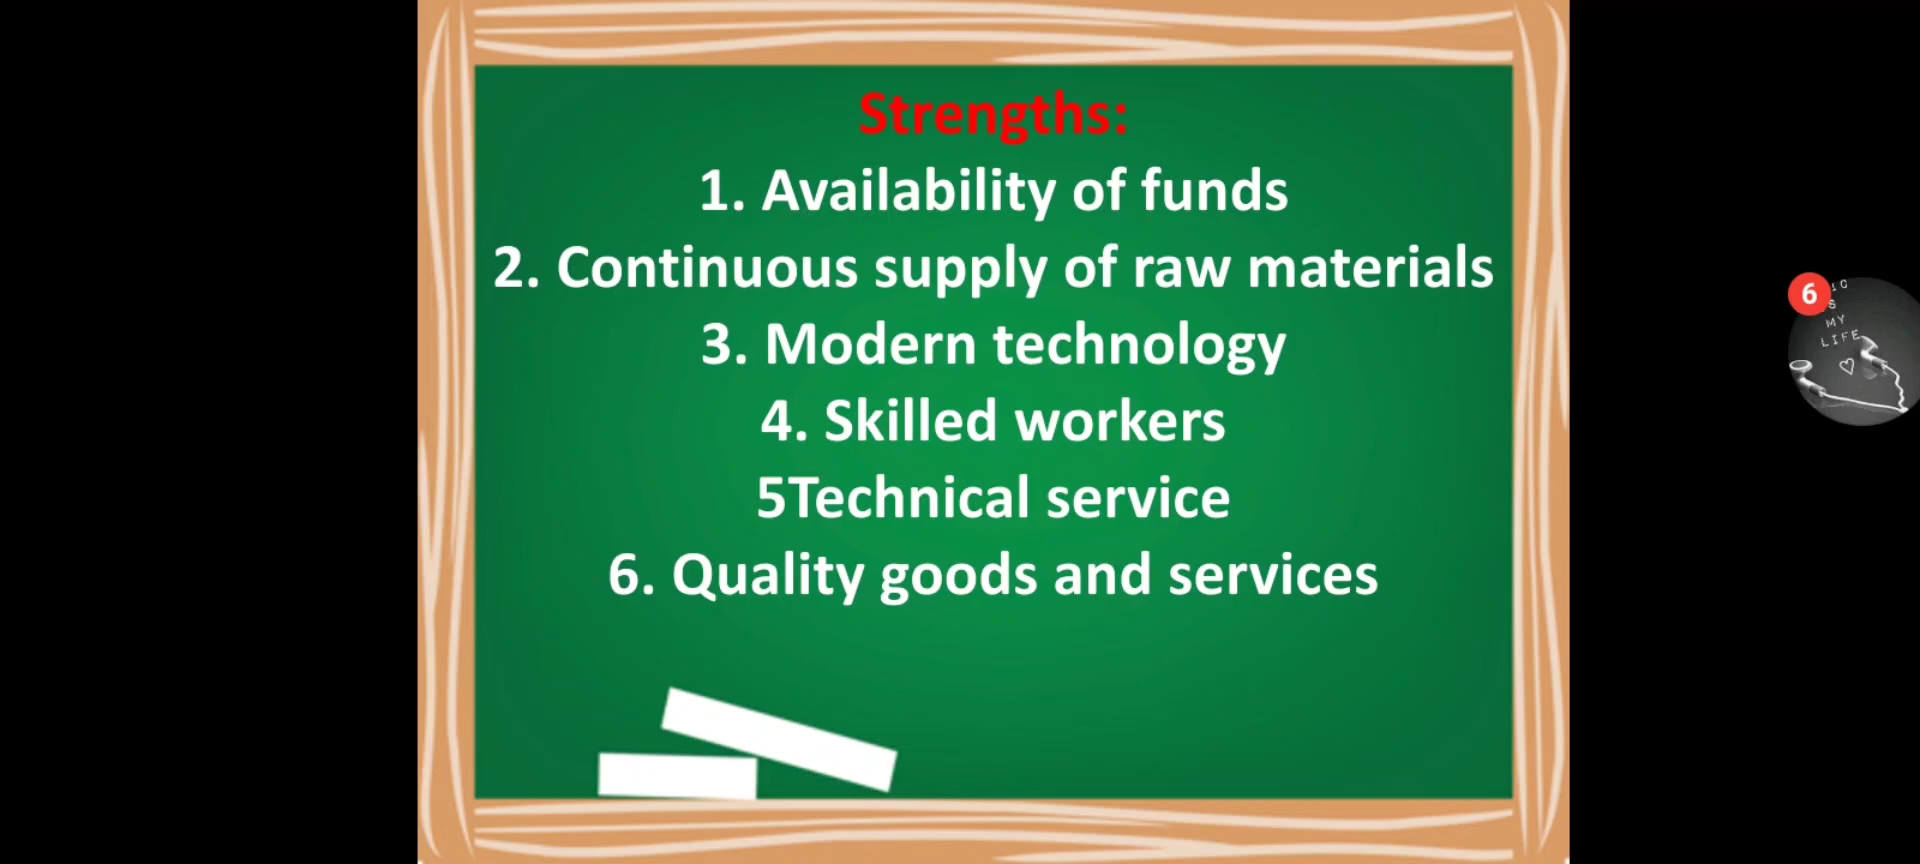 Strengths:
1. Availability of funds
2. Continuous supply of raw materials
3. Modern technology
4. Skilled workers
5Technical service
6. Quality goods and services
6
IC
S
MY
LIFE